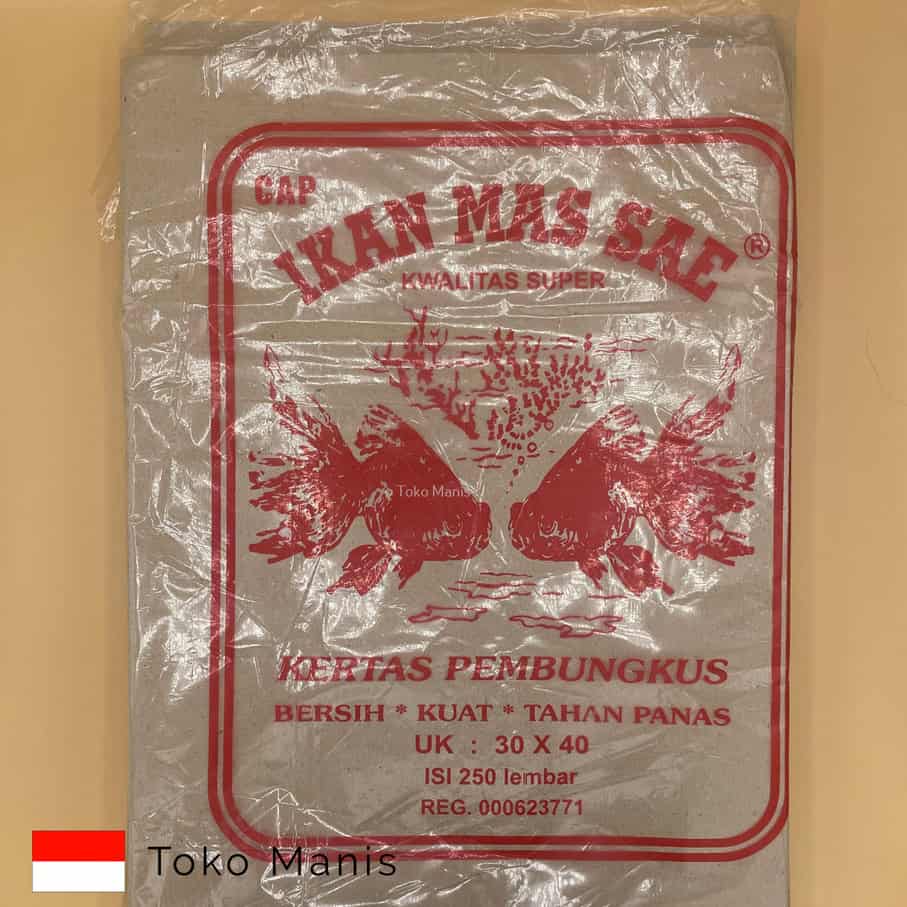 CAP
IKAN MAS SAE ®
KWALITAS SUPER
Toko Manis
KERTAS PEMBUNGKUS
BERSIH * KUAT * TAHAN PANAS
UK : 30 X 40
ISI 250 lembar
REG. 000623771
Toko Manis